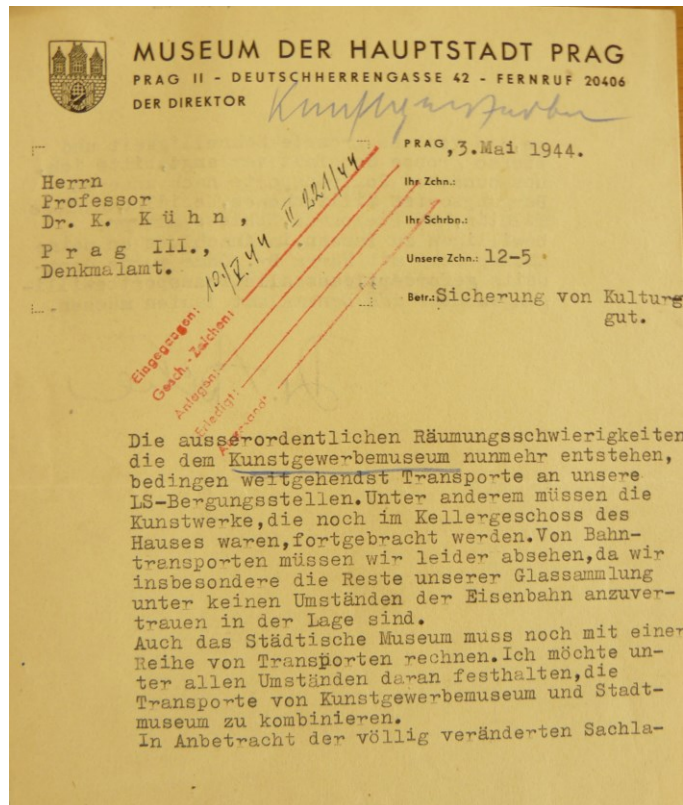 MUSEUM DER HAUPTSTADT PRAG
PRAG II - DEUTSCHHERRENGASSE 42 - FERNRUF 20406
DER DIREKTOR
Kunstgewerbe
PRAG, 3.Mai 1944.
Herrn
Professor
Dr. K. K ü h n ,
P r a g III.,
Denkmalamt.
Ihr Zchn.:
Ihr Schrbn.:
Unsere Zchn.: 12-5
Betr.: Sicherung von Kulturg
gut.
Eingegangen: 10/V.44 II 221/44
Gesch.-Zeichen:
Anlagen:
Erledigt:
Die ausserordentlichen Räumungsschwierigkeiten
die dem Kunstgewerbemuseum nunmehr entstehen,
bedingen weitgehendst Transporte an unsere
LS-Bergungsstellen.Unter anderem müssen die
Kunstwerke,die noch im Kellergeschoss des
Hauses waren,fortgebracht werden.Von Bahn-
transporten müssen wir leider absehen,da wir
insbesondere die Reste unserer Glassammlung
unter keinen Umständen der Eisenbahn anzuver-
trauen in der Lage sind.
Auch das Städtische Museum muss noch mit einer
Reihe von Transporten rechnen.Ich möchte un-
ter allen Umständen daran festhalten,die
Transporte von Kunstgewerbemuseum und Stadt-
museum zu kombinieren.
In Anbetracht der völlig veränderten Sachla-